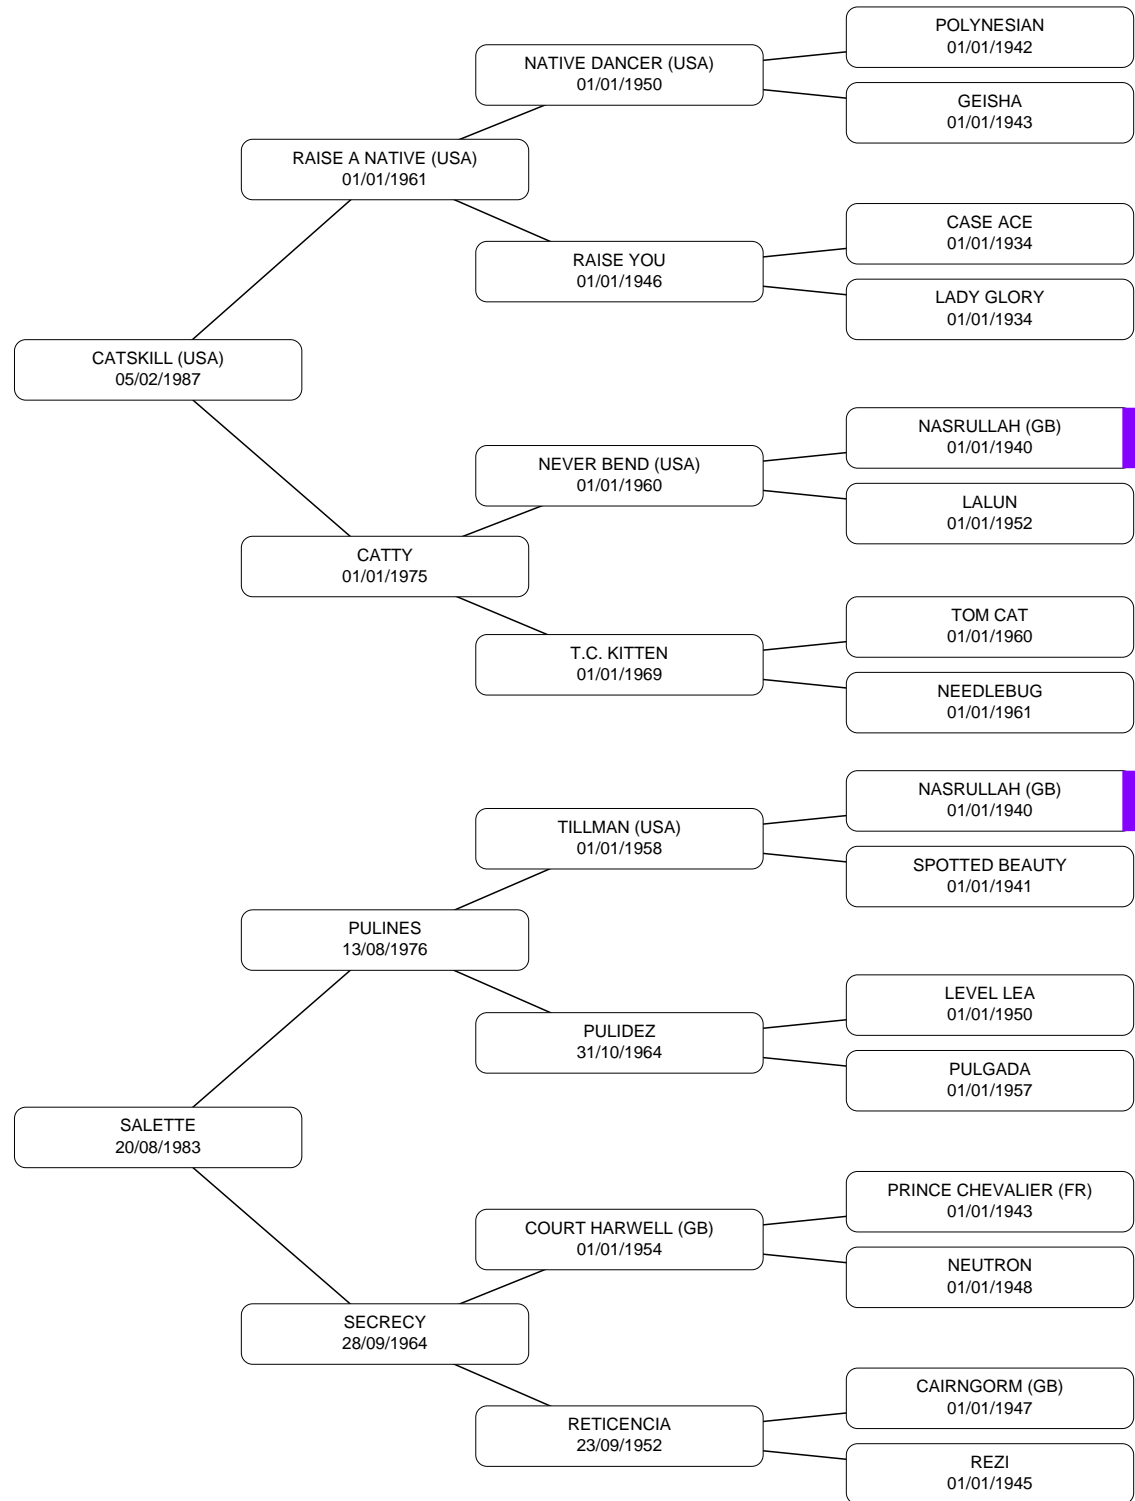 POLYNESIAN
01/01/1942
NATIVE DANCER (USA)
01/01/1950
GEISHA
01/01/1943
RAISE A NATIVE (USA)
01/01/1961
CASE ACE
01/01/1934
RAISE YOU
01/01/1946
LADY GLORY
01/01/1934
CATSKILL (USA)
05/02/1987
NASRULLAH (GB)
01/01/1940
NEVER BEND (USA)
01/01/1960
LALUN
01/01/1952
CATTY
01/01/1975
TOM CAT
01/01/1960
T.C. KITTEN
01/01/1969
NEEDLEBUG
01/01/1961
NASRULLAH (GB)
01/01/1940
TILLMAN (USA)
01/01/1958
SPOTTED BEAUTY
01/01/1941
PULINES
13/08/1976
LEVEL LEA
01/01/1950
PULIDEZ
31/10/1964
PULGADA
01/01/1957
SALETTE
20/08/1983
PRINCE CHEVALIER (FR)
01/01/1943
COURT HARWELL (GB)
01/01/1954
NEUTRON
01/01/1948
SECRECY
28/09/1964
CAIRNGORM (GB)
01/01/1947
RETICENCIA
23/09/1952
REZI
01/01/1945